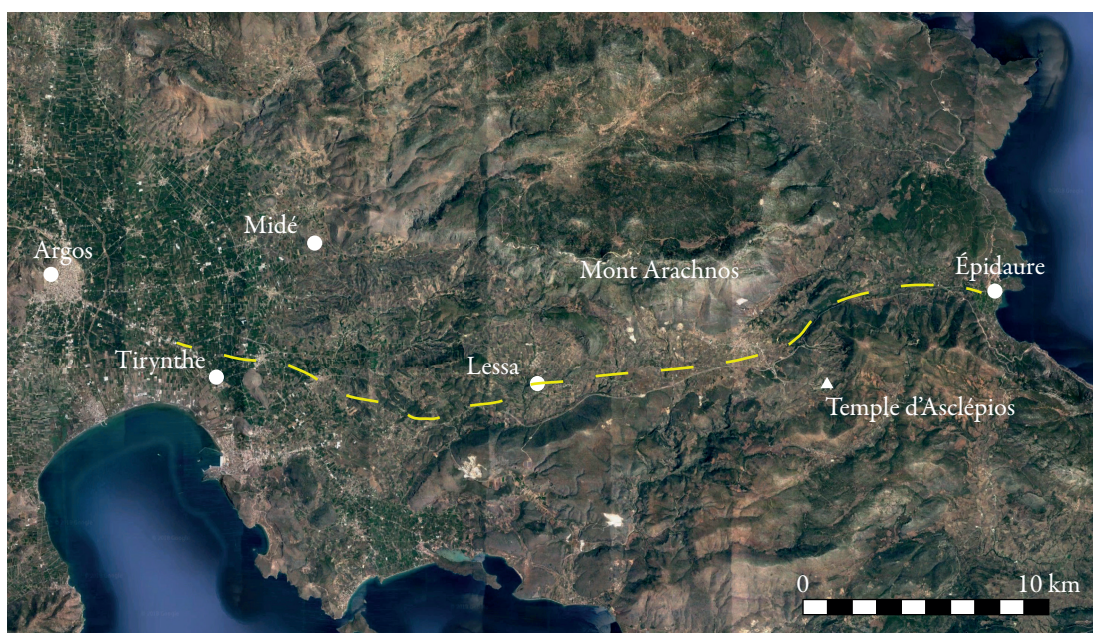 Midé
Argos
Mont Arachnos
Épidaure
Tirynthe
Lessa
Temple d'Asclépios
0
10 km